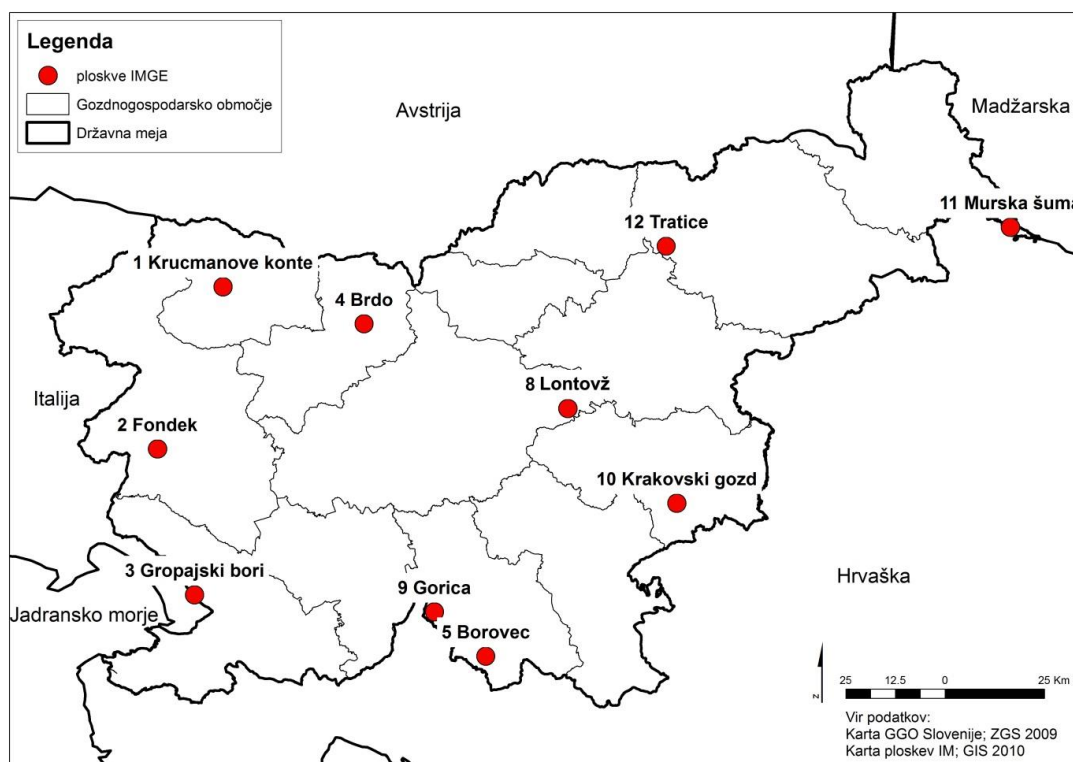 Legenda
ploskve IMGE
Gozdnogospodarsko območje
Državna meja
Avstrija
Madžarska
11 Murska šuma
12 Tratice
1 Krucmanove konte
4 Brdo
8 Lontovž
Italija
2 Fondek
10 Krakovski gozd
3 Gropajski bori
9 Gorica
Hrvaška
Jadransko morje
5 Borovec
N
25 12.5 0 25 Km
Vir podatkov:
Karta GGO Slovenije; ZGS 2009
Karta ploskev IM; GIS 2010